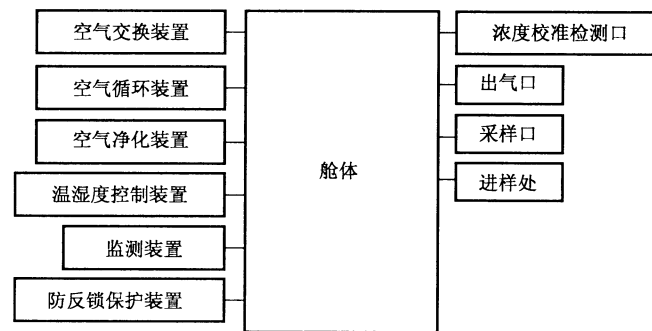 空气交换装置
空气循环装置
空气净化装置
温湿度控制装置
监测装置
防反锁保护装置
舱体
浓度校准检测口
出气口
采样口
进样处